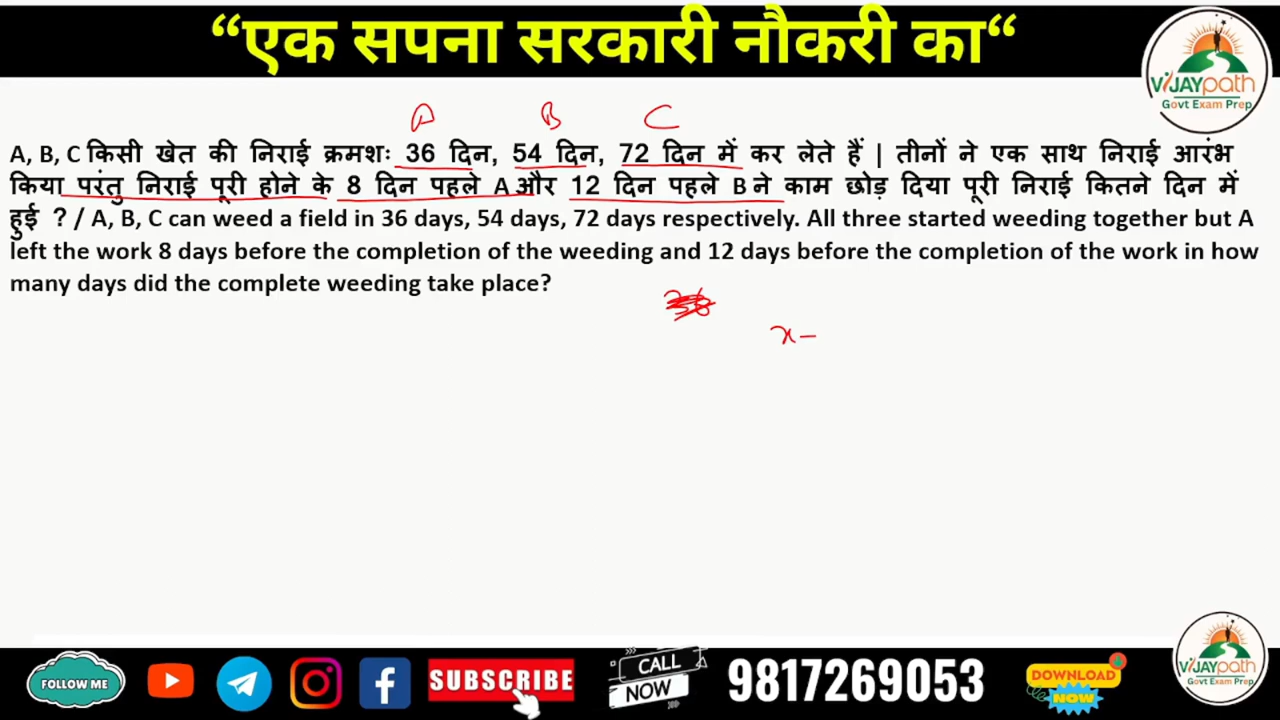 “एक सपना सरकारी नौकरी का“
ViJAYpath
Govt Exam Prep
A B C
A, B, C किसी खेत की निराई क्रमशः 36 दिन, 54 दिन, 72 दिन में कर लेते हैं | तीनों ने एक साथ निराई आरंभ
किया परंतु निराई पूरी होने के 8 दिन पहले A और 12 दिन पहले B ने काम छोड़ दिया पूरी निराई कितने दिन में
हुई ? / A, B, C can weed a field in 36 days, 54 days, 72 days respectively. All three started weeding together but A
left the work 8 days before the completion of the weeding and 12 days before the completion of the work in how
many days did the complete weeding take place?
x –
ViJAYpath
Govt Exam Prep
FOLLOW ME
SUBSCRIBE
CALL
NOW
9817269053
DOWNLOAD
NOW